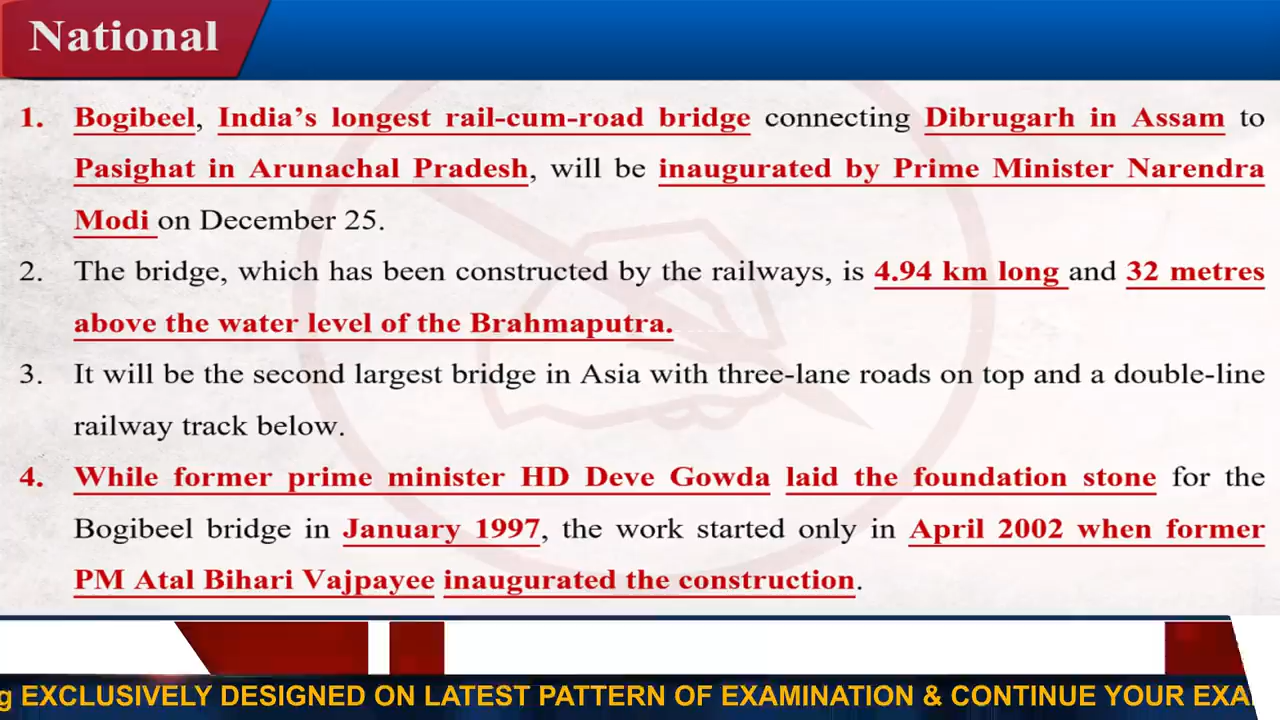 National
1. Bogibeel, India's longest rail-cum-road bridge connecting Dibrugarh in Assam to
Pasighat in Arunachal Pradesh, will be inaugurated by Prime Minister Narendra
Modi on December 25.
2. The bridge, which has been constructed by the railways, is 4.94 km long and 32 metres
above the water level of the Brahmaputra.
3. It will be the second largest bridge in Asia with three-lane roads on top and a double-line
railway track below.
4. While former prime minister HD Deve Gowda laid the foundation stone for the
Bogibeel bridge in January 1997, the work started only in April 2002 when former
PM Atal Bihari Vajpayee inaugurated the construction.
g EXCLUSIVELY DESIGNED ON LATEST PATTERN OF EXAMINATION & CONTINUE YOUR EXA